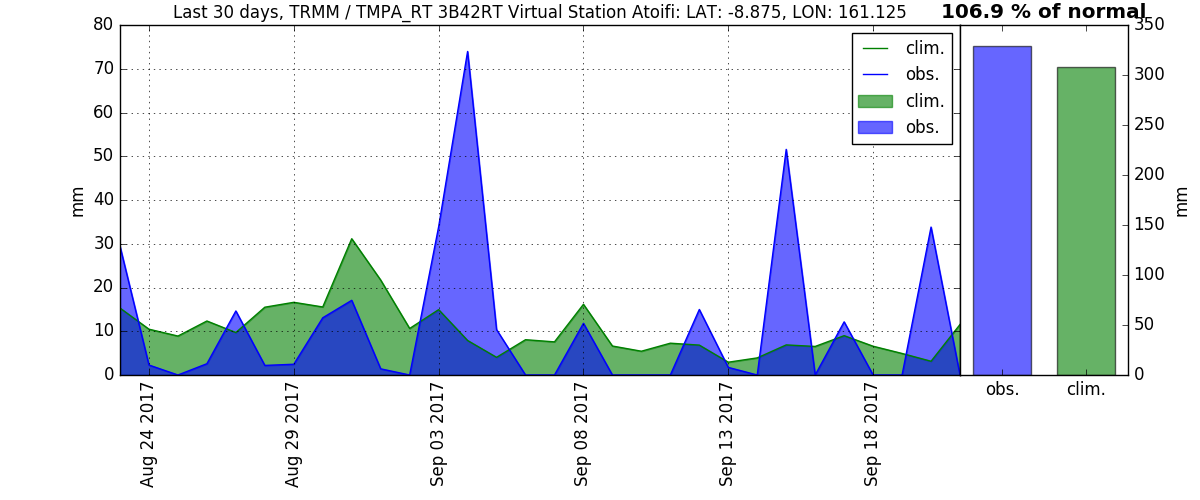 Last 30 days, TRMM / TMPA_RT 3B42RT Virtual Station Atoifi: LAT: -8.875, LON: 161.125
106.9 % of normal
80
70
60
50
40
30
20
10
0
mm
clim.
obs.
clim.
obs.
Aug 24 2017
Aug 29 2017
Sep 03 2017
Sep 08 2017
Sep 13 2017
Sep 18 2017
350
300
250
200
150
100
50
0
mm
obs.
clim.